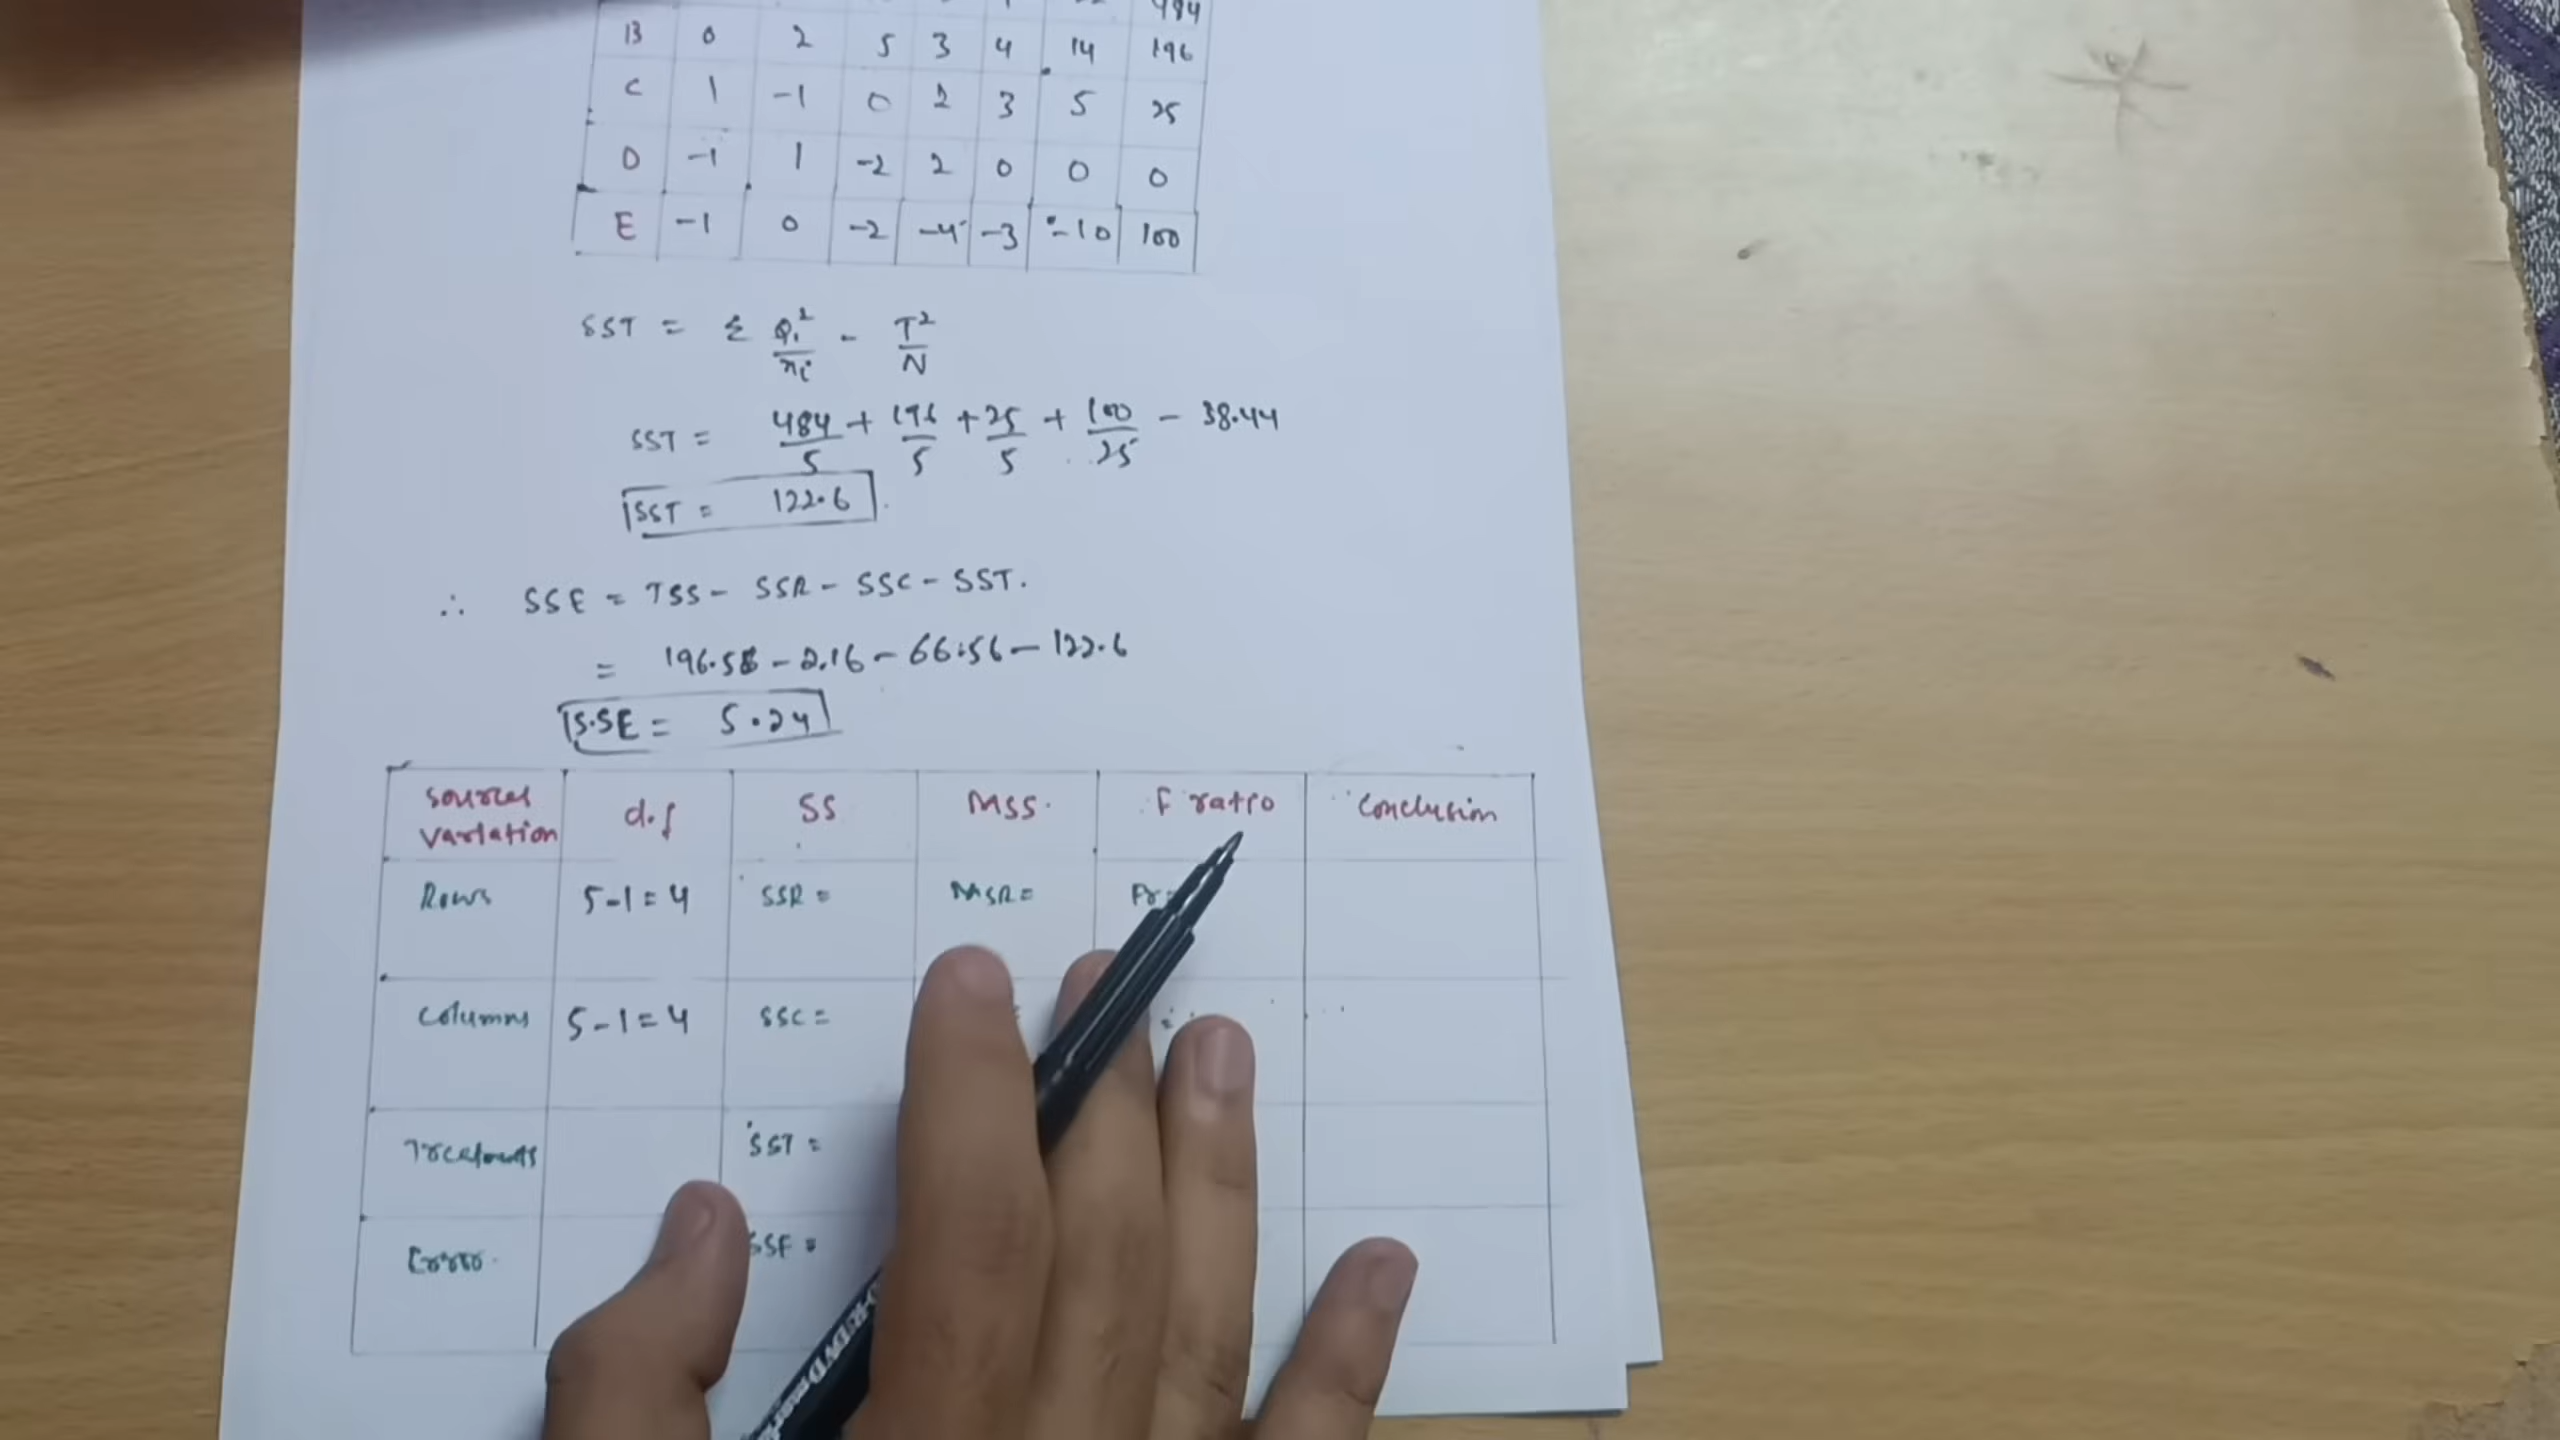 484
B 0 2 5 3 4 14 196
C 1 -1 0 2 3 5 25
D -1 1 -2 2 0 0 0
E -1 0 -2 -4 -3 -10 100
SST = Σ Qi²/ni - T²/N
SST = 484/5 + 196/5 + 25/5 + 100/25 - 38.44
SST = 122.6
∴ SSE = TSS - SSR - SSC - SST.
= 196.56 - 2.16 - 66.56 - 122.6
S.SE = 5.24
Sources variation d.f SS MSS. F ratio Conclusion
Rows 5-1=4 SSR = MSR =
Columns 5-1=4 SSC =
Treatments SST =
Error. SSE =